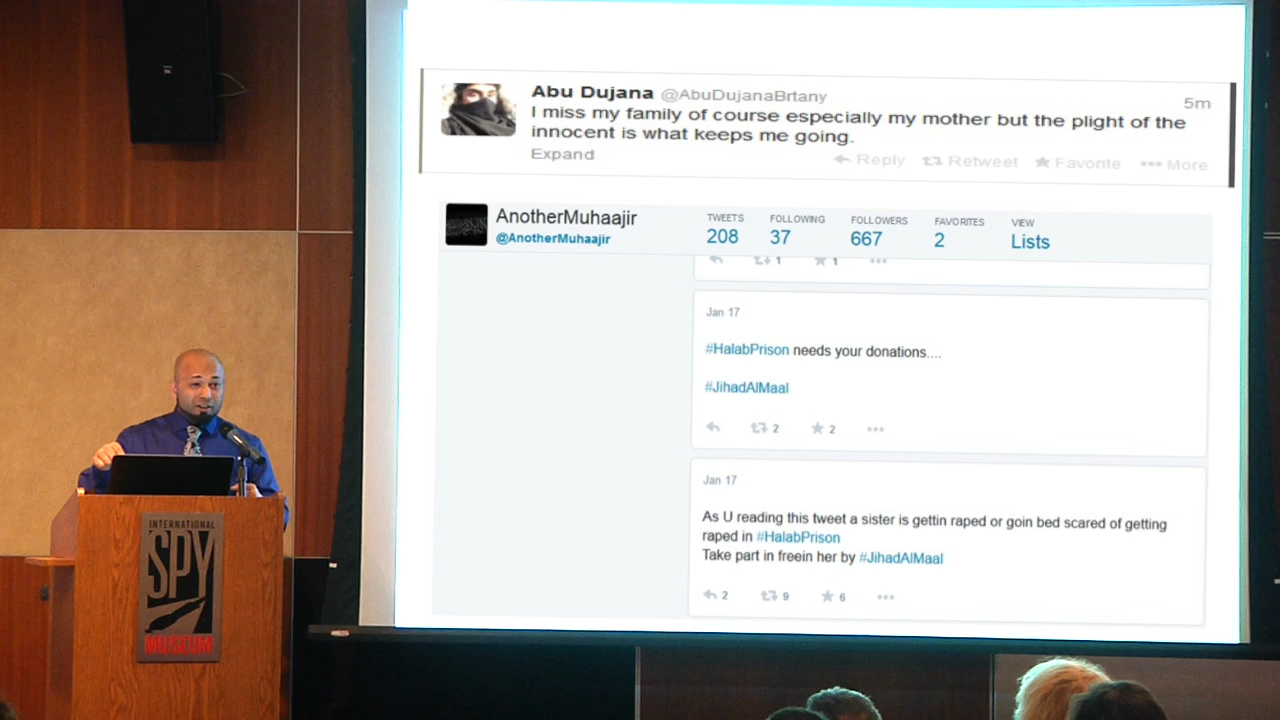 Abu Dujana @AbuDujanaBrtany 5m
I miss my family of course especially my mother but the plight of the
innocent is what keeps me going.
Expand Reply Retweet Favorite More
AnotherMuhaajir
@AnotherMuhaajir
TWEETS FOLLOWING FOLLOWERS FAVORITES VIEW
208 37 667 2 Lists
1 1
Jan 17
#HalabPrison needs your donations....
#JihadAlMaal
2 2
Jan 17
As U reading this tweet a sister is gettin raped or goin bed scared of getting
raped in #HalabPrison
Take part in freein her by #JihadAlMaal
2 9 6
INTERNATIONAL
SPY
MUSEUM
JBL